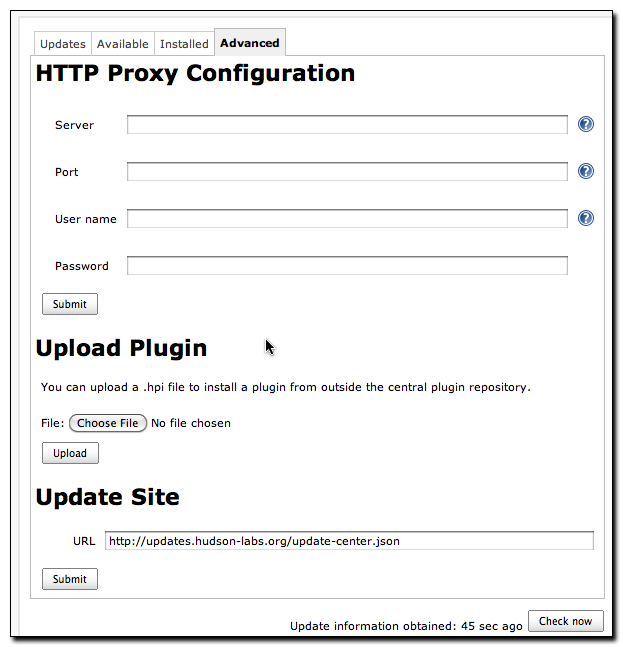 Updates Available Installed Advanced
HTTP Proxy Configuration
Server ?
Port ?
User name ?
Password
Submit
Upload Plugin
You can upload a .hpi file to install a plugin from outside the central plugin repository.
File: Choose File No file chosen
Upload
Update Site
URL http://updates.hudson-labs.org/update-center.json
Submit
Update information obtained: 45 sec ago Check now